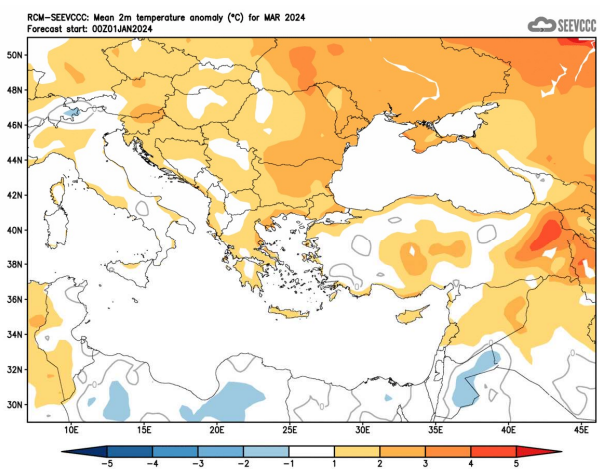 RCM-SEEVCCC: Mean 2m temperature anomaly (°C) for MAR 2024
Forecast start: 00Z01JAN2024
SEEVCCC
50N
48N
46N
44N
42N
40N
38N
36N
34N
32N
30N
10E 15E 20E 25E 30E 35E 40E 45E
-5 -4 -3 -2 -1 1 2 3 4 5